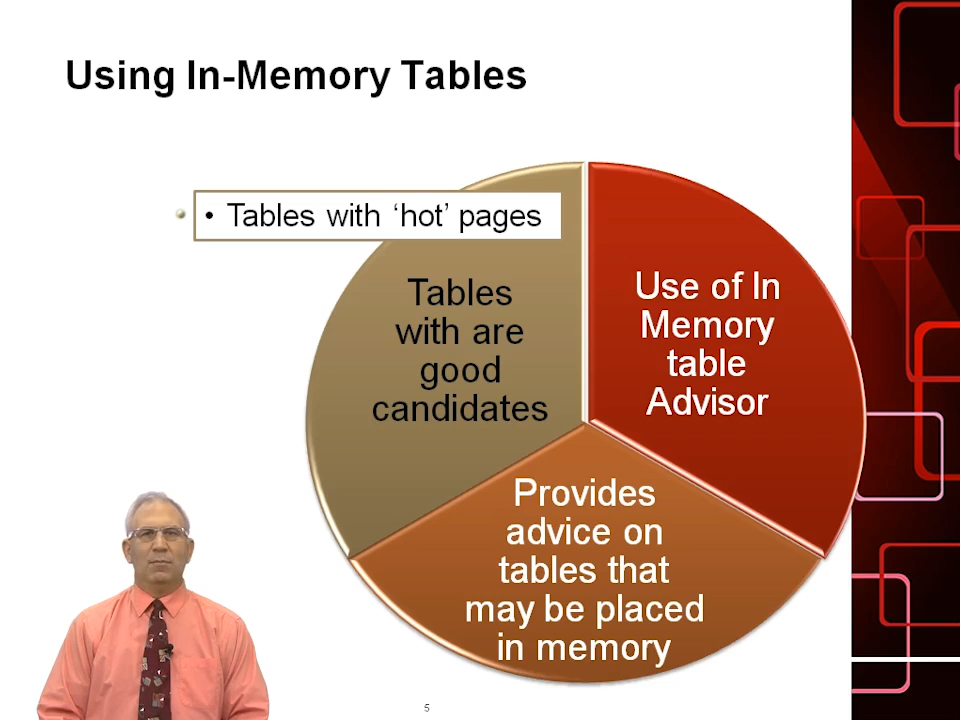 Using In-Memory Tables
• Tables with ‘hot’ pages
Tables
with are
good
candidates
Use of In
Memory
table
Advisor
Provides
advice on
tables that
may be placed
in memory
5